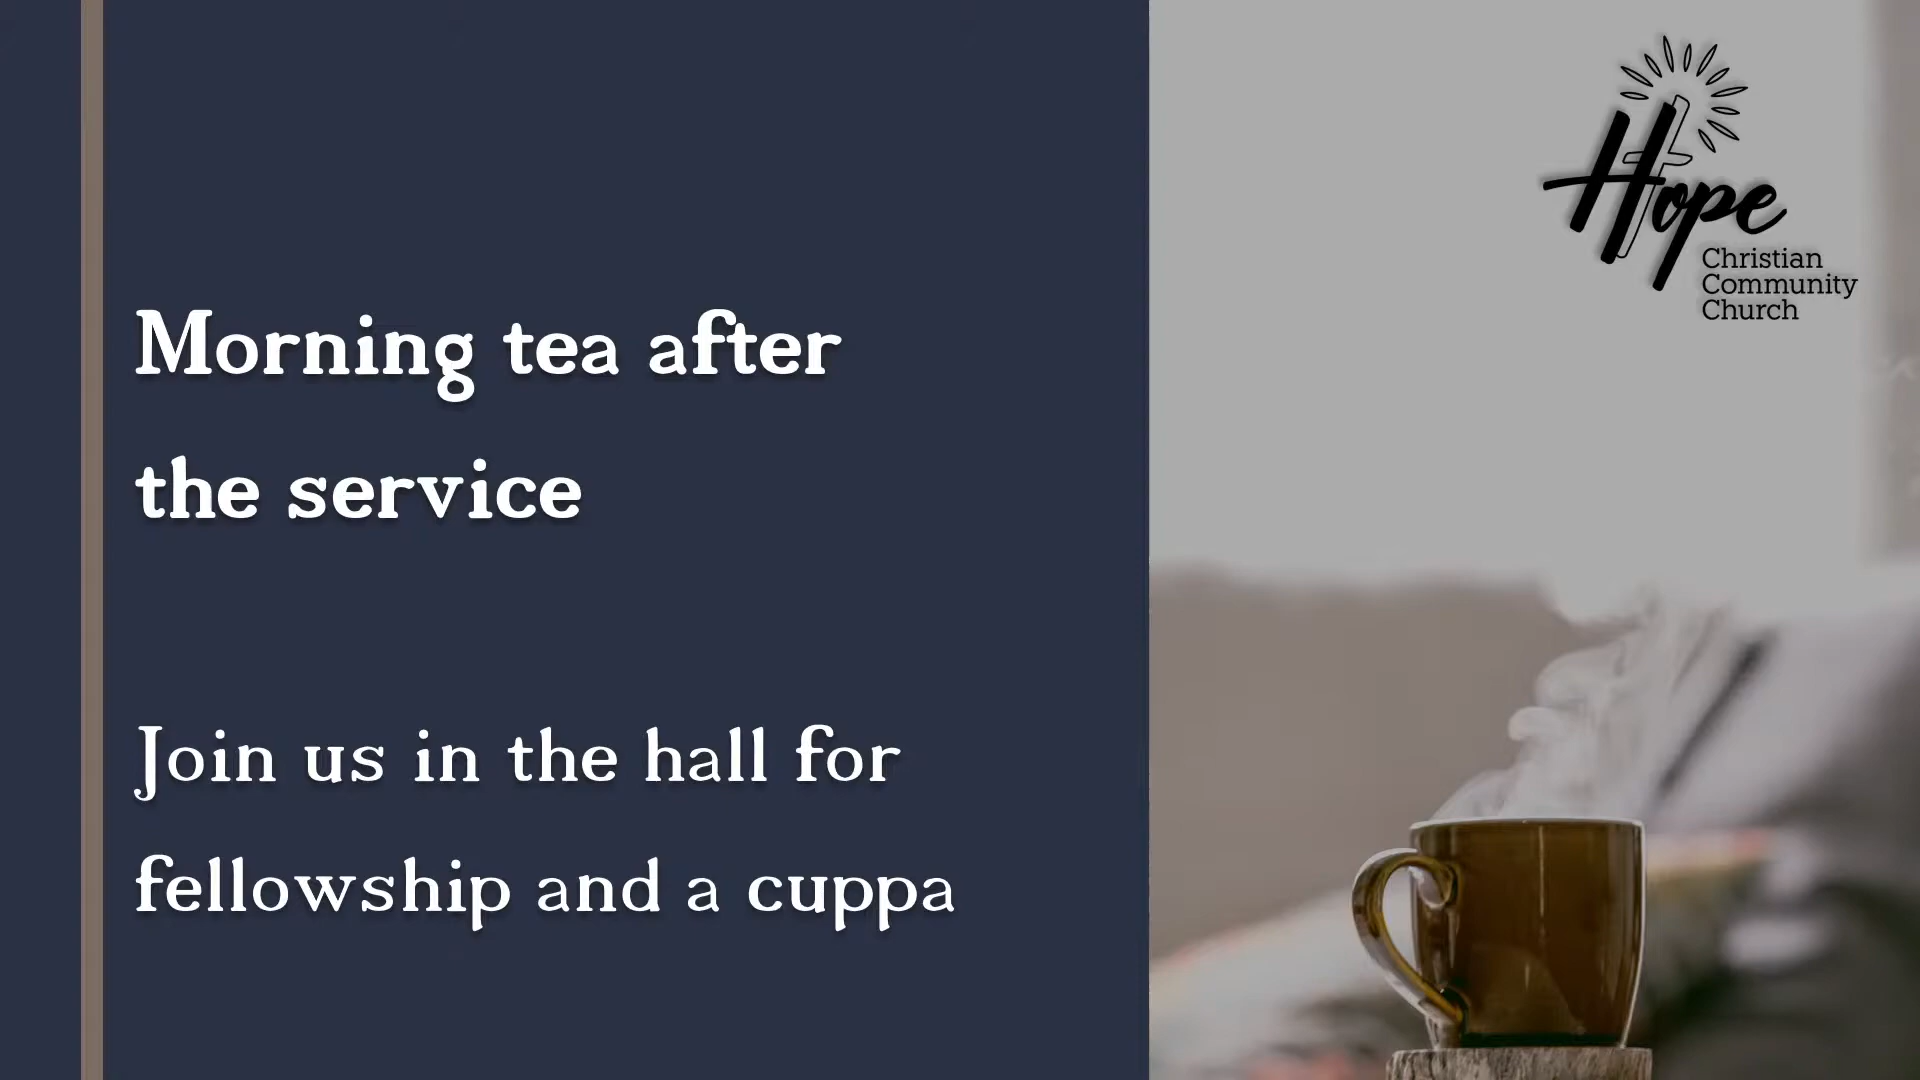 Morning tea after
the service
Join us in the hall for
fellowship and a cuppa
Hope
Christian
Community
Church